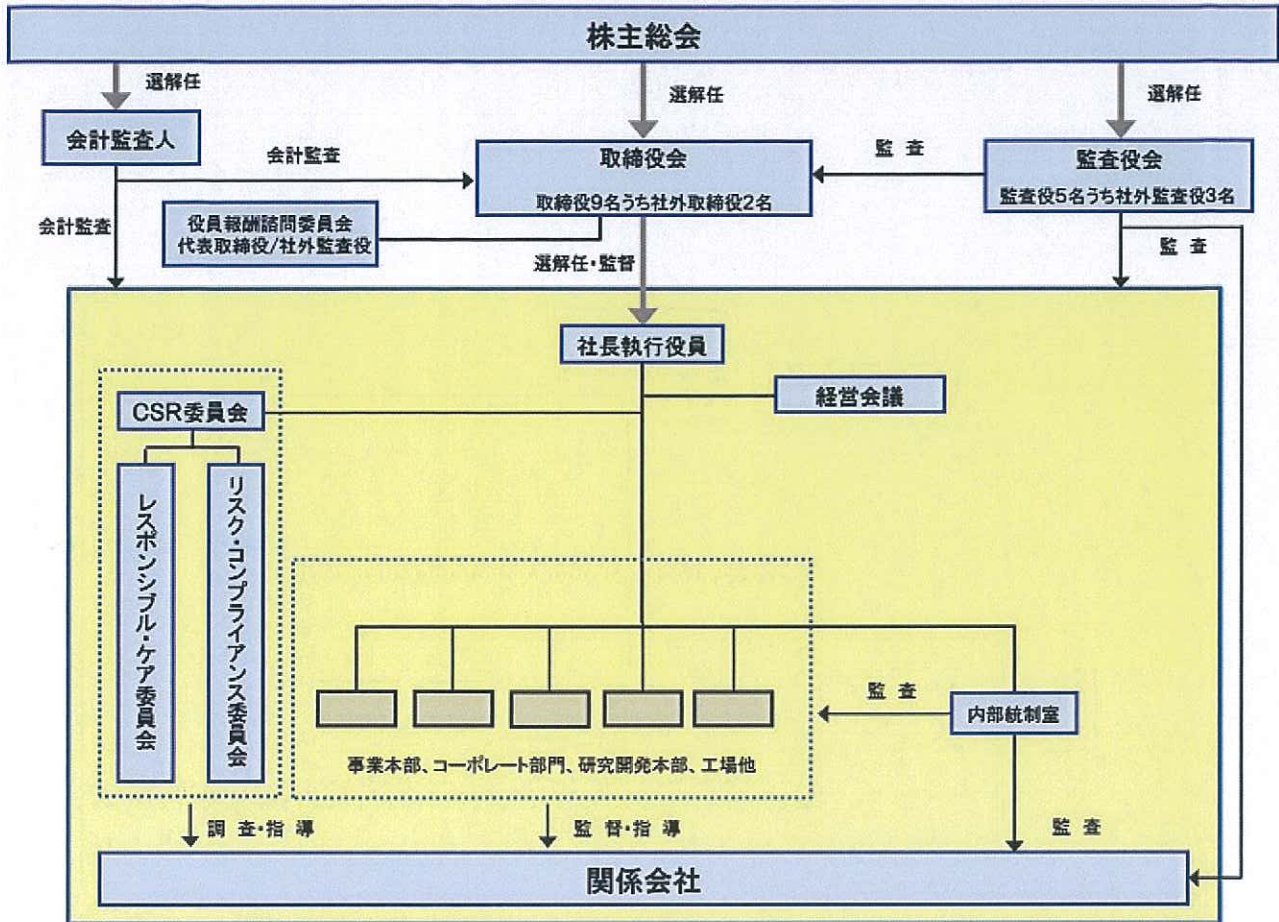 株主総会
選解任
選解任
選解任
会計監査人
会計監査
取締役会
取締役9名うち社外取締役2名
監査
監査役会
監査役5名うち社外監査役3名
会計監査
役員報酬諮問委員会
代表取締役/社外監査役
選解任・監督
監査
社長執行役員
経営会議
CSR委員会
レスポンシブル・ケア委員会
リスク・コンプライアンス委員会
監査
内部統制室
事業本部、コーポレート部門、研究開発本部、工場他
調査・指導
監督・指導
監査
関係会社